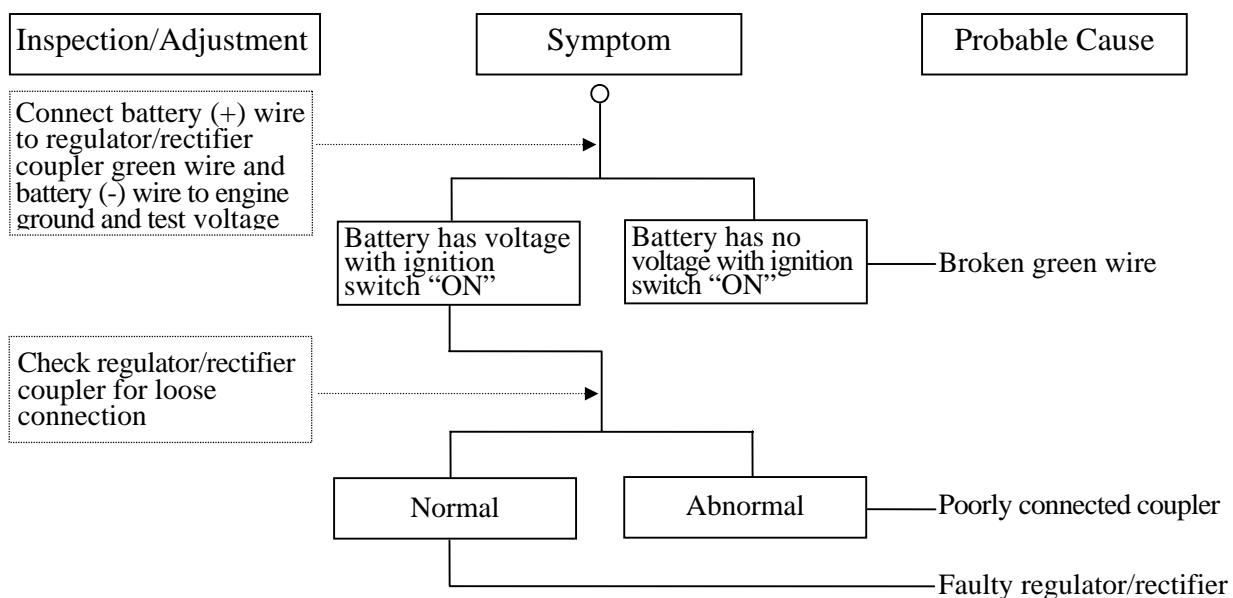 Inspection/Adjustment
Symptom
Probable Cause
Connect battery (+) wire
to regulator/rectifier
coupler green wire and
battery (-) wire to engine
ground and test voltage
Battery has voltage
with ignition
switch “ON”
Battery has no
voltage with ignition
switch “ON”
Broken green wire
Check regulator/rectifier
coupler for loose
connection
Normal
Abnormal
Poorly connected coupler
Faulty regulator/rectifier